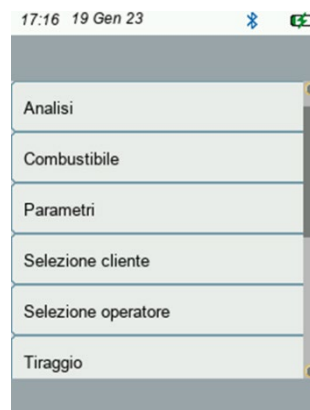 17:16 19 Gen 23
Analisi
Combustibile
Parametri
Selezione cliente
Selezione operatore
Tiraggio